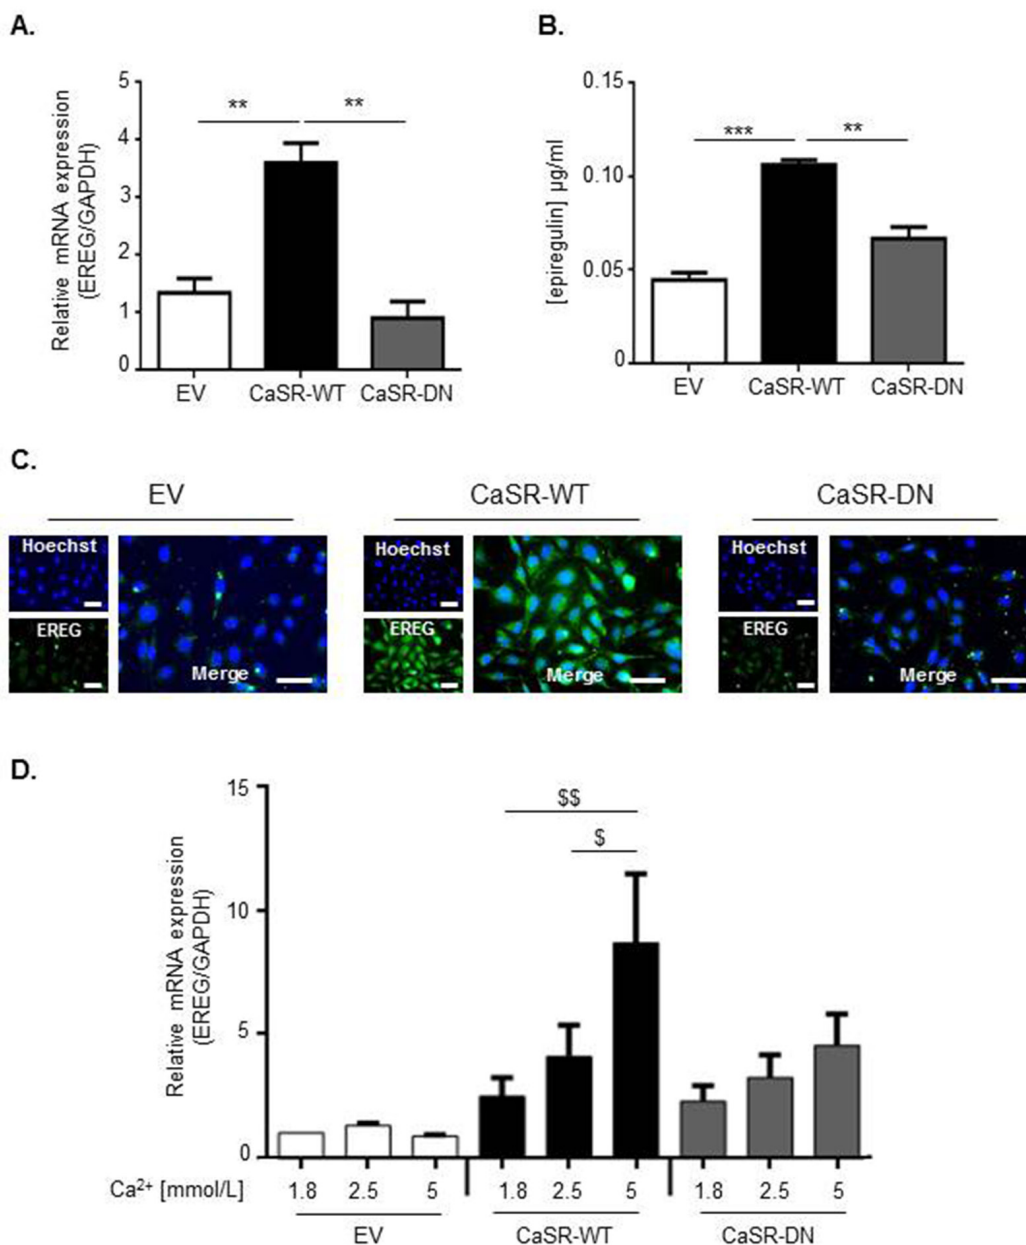 A.
Relative mRNA expression
(EREG/GAPDH)
5
4
3
2
1
0
**
**
EV CaSR-WT CaSR-DN
B.
[epiregulin] µg/ml
0.15
0.10
0.05
0
***
**
EV CaSR-WT CaSR-DN
C.
EV
Hoechst
EREG
Merge
CaSR-WT
Hoechst
EREG
Merge
CaSR-DN
Hoechst
EREG
Merge
D.
Relative mRNA expression
(EREG/GAPDH)
15
10
5
0
$$
$
Ca²⁺ [mmol/L] 1.8 2.5 5 1.8 2.5 5 1.8 2.5 5
EV CaSR-WT CaSR-DN